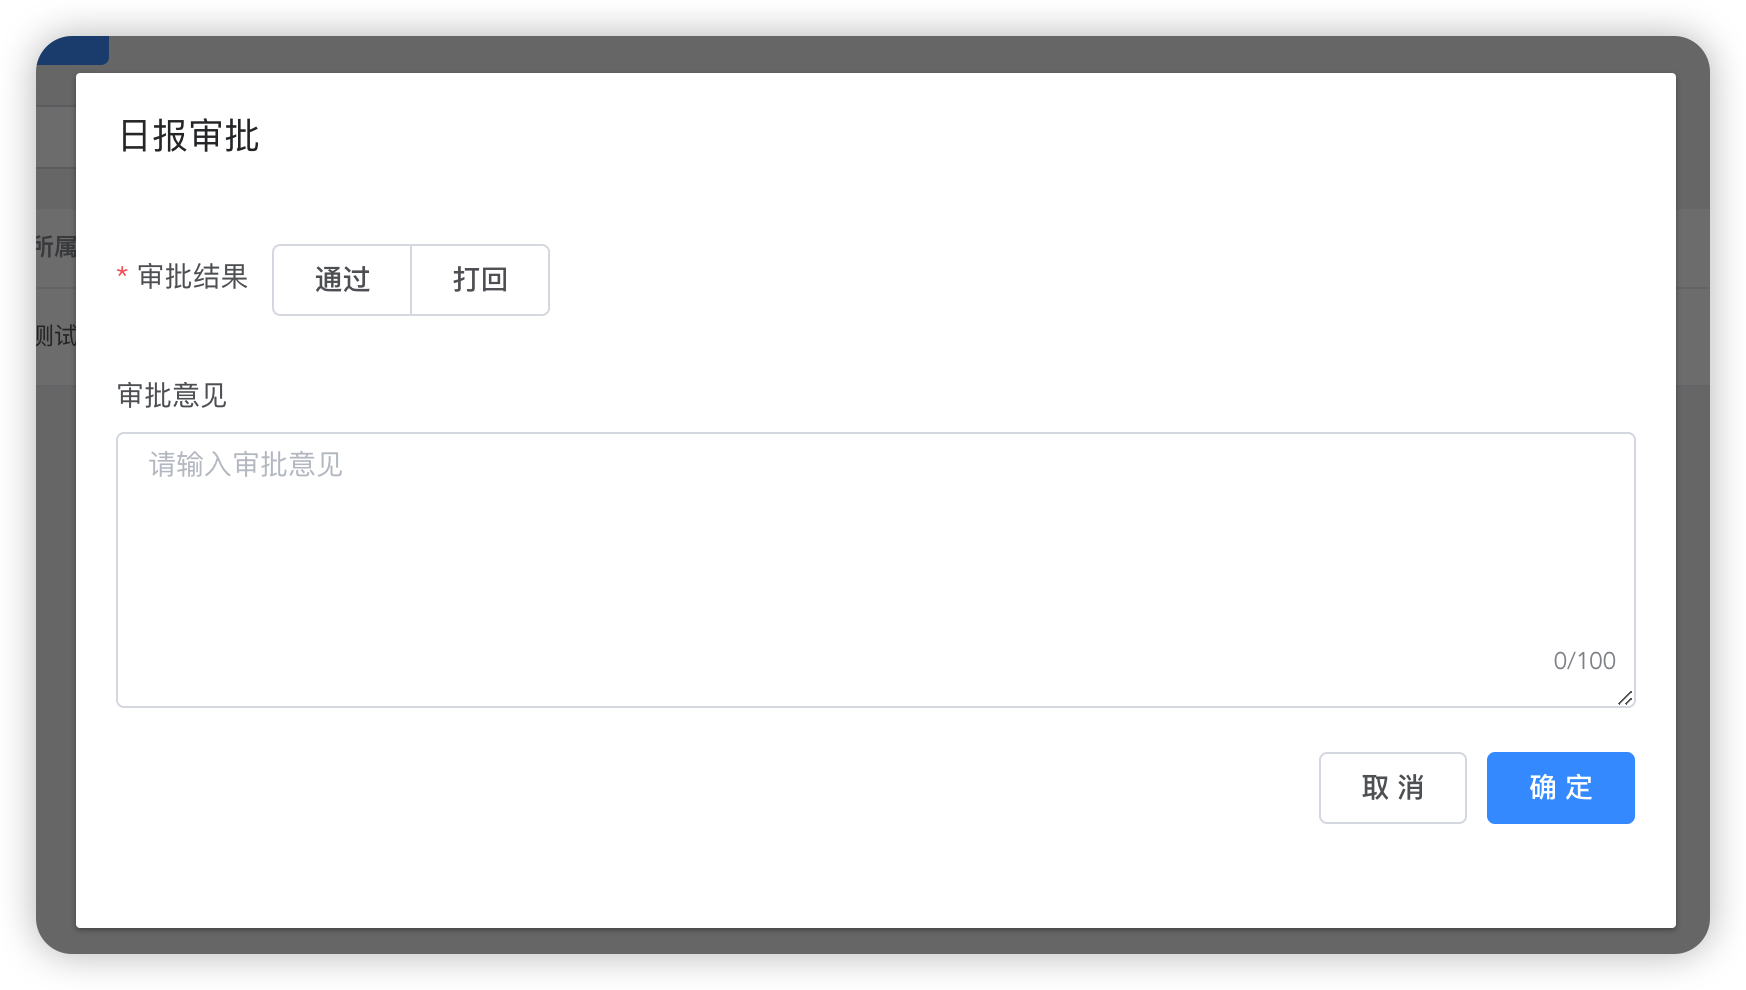 日报审批
所属
* 审批结果 通过 打回
测试
审批意见
请输入审批意见
0/100
取 消 确 定